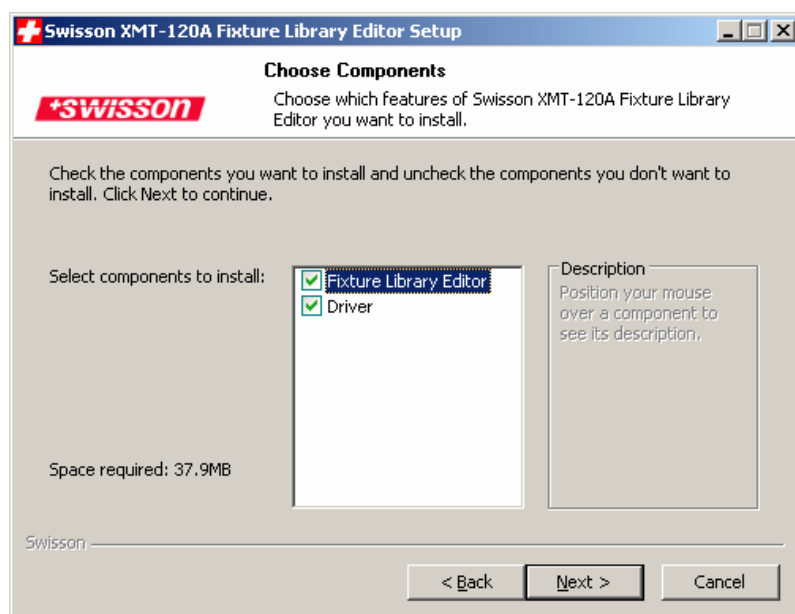 Swisson XMT-120A Fixture Library Editor Setup
Choose Components
+SWISSON
Choose which features of Swisson XMT-120A Fixture Library
Editor you want to install.
Check the components you want to install and uncheck the components you don't want to
install. Click Next to continue.
Select components to install:
Fixture Library Editor
Driver
Description
Position your mouse
over a component to
see its description.
Space required: 37.9MB
Swisson
< Back
Next >
Cancel